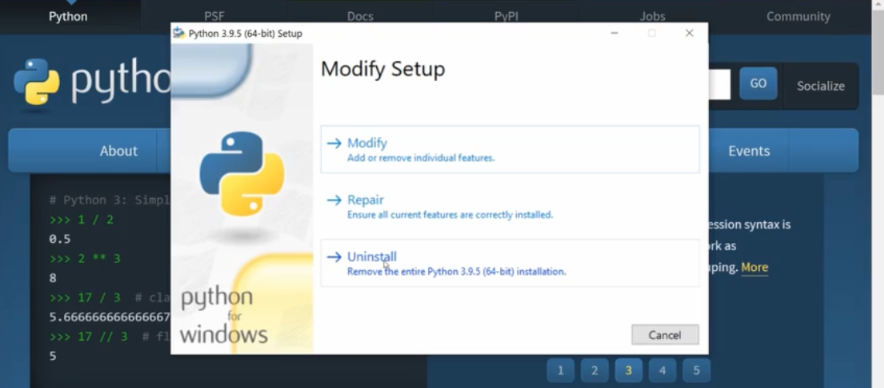 Python PSF Docs PyPI Jobs Community
Python 3.9.5 (64-bit) Setup
Modify Setup
GO
Socialize
Modify
Add or remove individual features.
About
Events
Repair
Ensure all current features are correctly installed.
# Python 3: Simpl
>>> 1 / 2
0.5
>>> 2 ** 3
8
>>> 17 / 3 # cla
5.666666666666667
>>> 17 // 3 # fl
5
Uninstall
Remove the entire Python 3.9.5 (64-bit) installation.
python
for
windows
Cancel
ession syntax is
rk as
ping. More
1 2 3 4 5